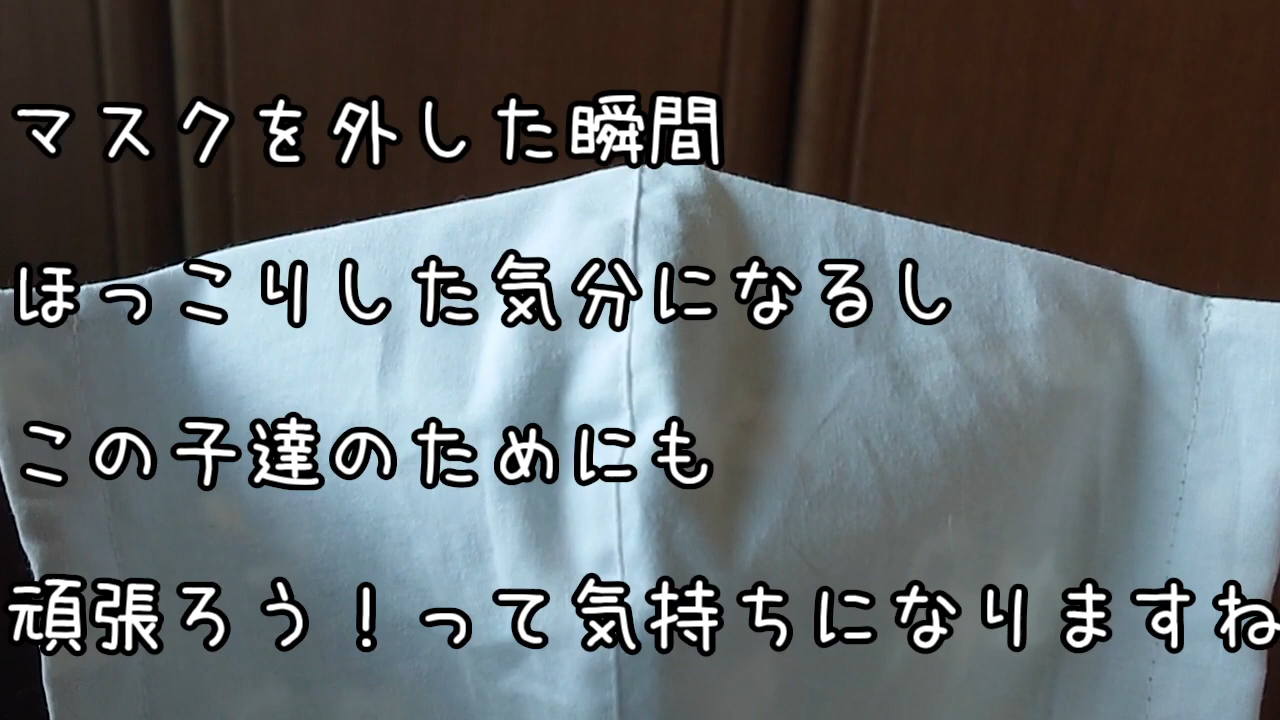 マスクを外した瞬間
ほっこりした気分になるし
この子達のためにも
頑張ろう！って気持ちになりますね